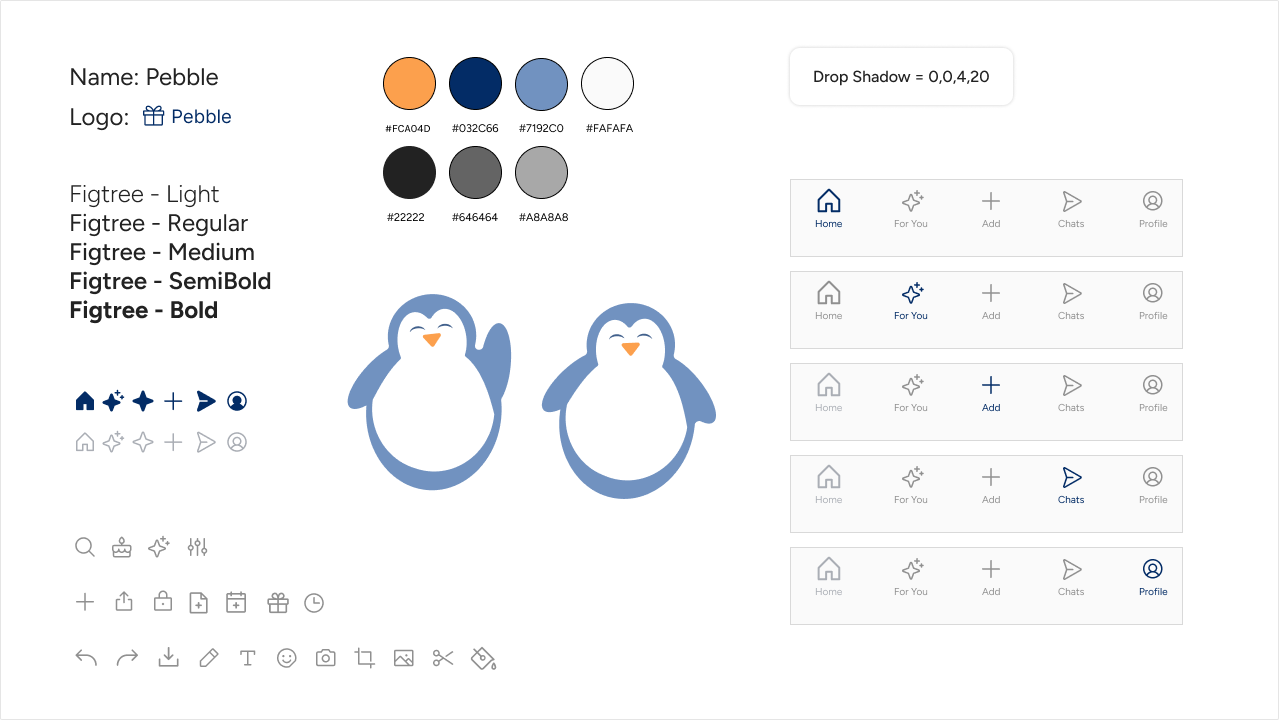 Name: Pebble
Logo: Pebble
Figtree - Light
Figtree - Regular
Figtree - Medium
Figtree - SemiBold
Figtree - Bold
#FCA04D #032C66 #7192C0 #FAFAFA
#22222 #646464 #A8A8A8
Drop Shadow = 0,0,4,20
Home For You Add Chats Profile
Home For You Add Chats Profile
Home For You Add Chats Profile
Home For You Add Chats Profile
Home For You Add Chats Profile